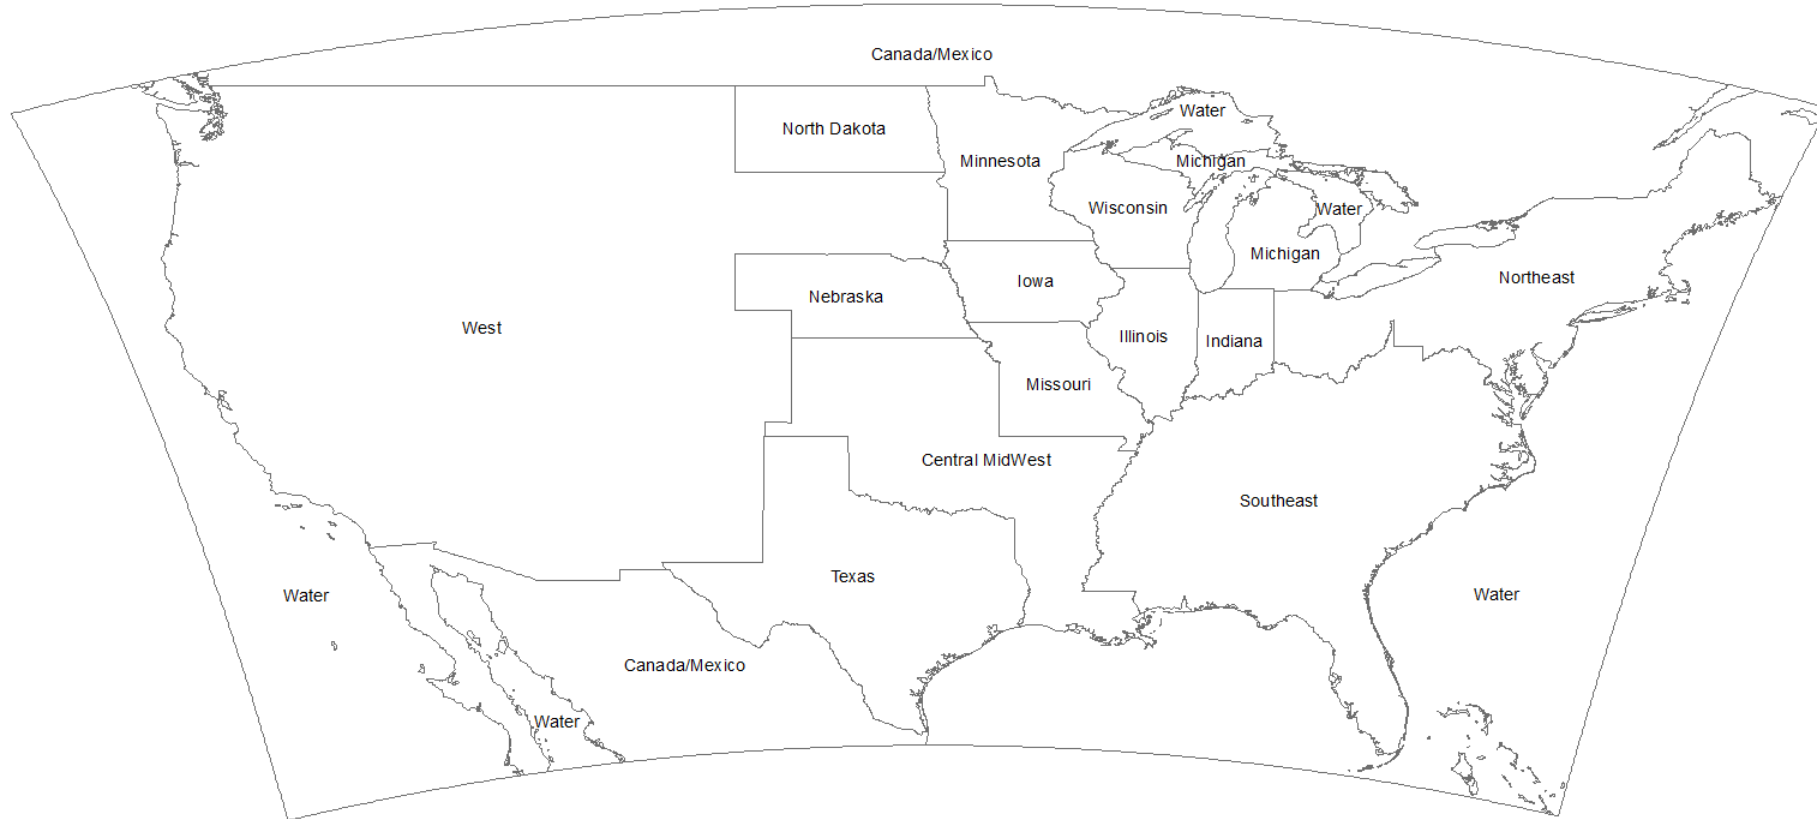 Canada/Mexico
Water
North Dakota
Minnesota
Michigan
Wisconsin
Water
Michigan
Northeast
Iowa
Nebraska
West
Illinois
Indiana
Missouri
Central MidWest
Southeast
Texas
Water
Water
Canada/Mexico
Water